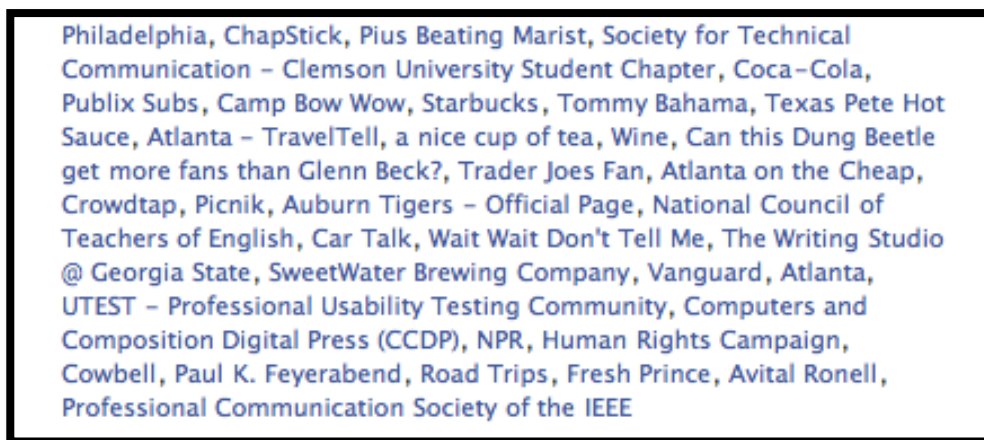 Philadelphia, ChapStick, Pius Beating Marist, Society for Technical
Communication – Clemson University Student Chapter, Coca-Cola,
Publix Subs, Camp Bow Wow, Starbucks, Tommy Bahama, Texas Pete Hot
Sauce, Atlanta – TravelTell, a nice cup of tea, Wine, Can this Dung Beetle
get more fans than Glenn Beck?, Trader Joes Fan, Atlanta on the Cheap,
Crowdtap, Picnik, Auburn Tigers – Official Page, National Council of
Teachers of English, Car Talk, Wait Wait Don't Tell Me, The Writing Studio
@ Georgia State, SweetWater Brewing Company, Vanguard, Atlanta,
UTEST – Professional Usability Testing Community, Computers and
Composition Digital Press (CCDP), NPR, Human Rights Campaign,
Cowbell, Paul K. Feyerabend, Road Trips, Fresh Prince, Avital Ronell,
Professional Communication Society of the IEEE